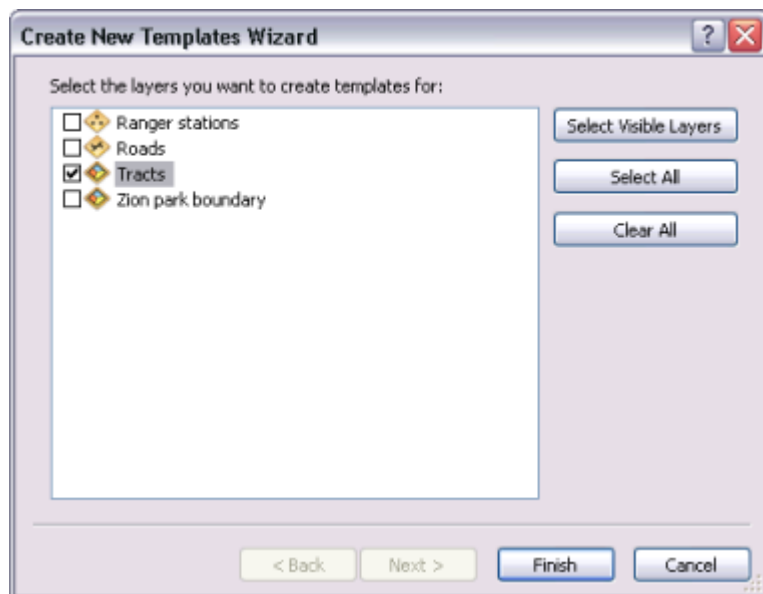 Create New Templates Wizard
Select the layers you want to create templates for:
Ranger stations
Roads
Tracts
Zion park boundary
Select Visible Layers
Select All
Clear All
< Back
Next >
Finish
Cancel